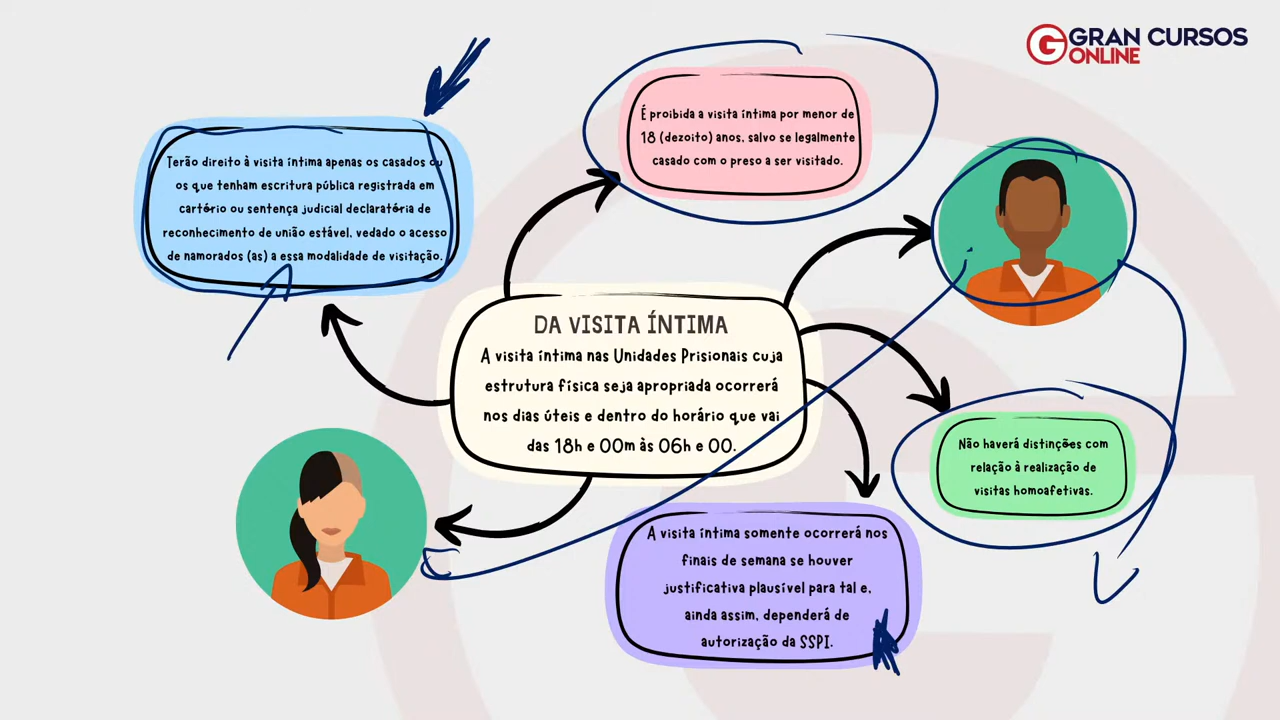 GRAN CURSOS
ONLINE
É proibida a visita íntima por menor de
18 (dezoito) anos, salvo se legalmente
casado com o preso a ser visitado.
Terão direito à visita íntima apenas os casados ou
os que tenham escritura pública registrada em
cartório ou sentença judicial declaratória de
reconhecimento de união estável, vedado o acesso
de namorados (as) a essa modalidade de visitação.
DA VISITA ÍNTIMA
A visita íntima nas Unidades Prisionais cuja
estrutura física seja apropriada ocorrerá
nos dias úteis e dentro do horário que vai
das 18h e 00m às 06h e 00.
Não haverá distinções com
relação à realização de
visitas homoafetivas.
A visita íntima somente ocorrerá nos
finais de semana se houver
justificativa plausível para tal e,
ainda assim, dependerá de
autorização da SSPI.